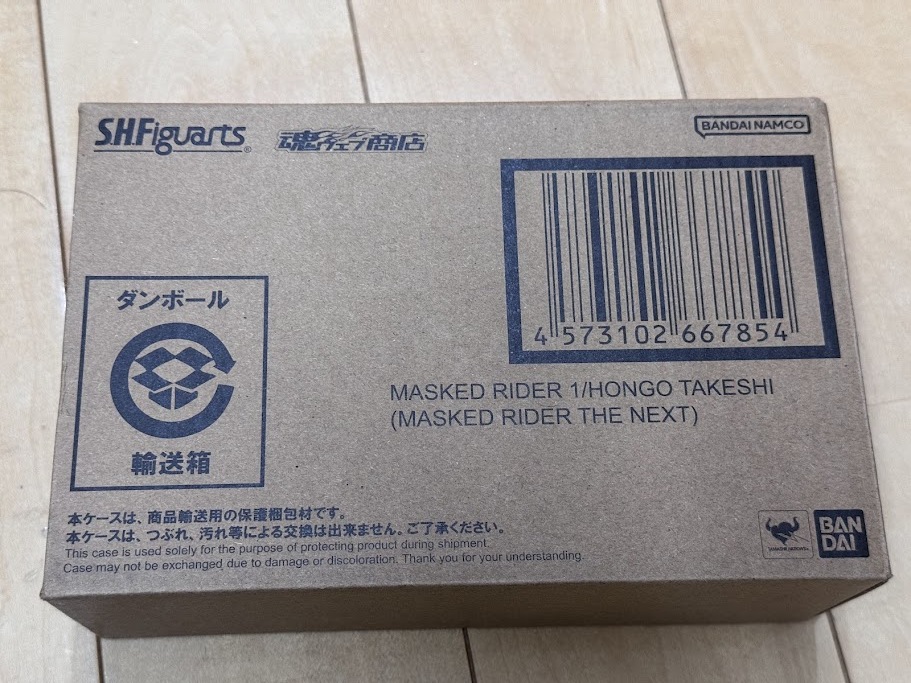 S.H.Figuarts®
魂ウェブ商店
BANDAI NAMCO
4 573102 667854
ダンボール
輸送箱
MASKED RIDER 1/HONGO TAKESHI
(MASKED RIDER THE NEXT)
本ケースは、商品輸送用の保護梱包材です。
本ケースは、つぶれ、汚れ等による交換は出来ません。ご了承ください。
This case is used solely for the purpose of protecting product during shipment.
Case may not be exchanged due to damage or discoloration. Thank you for your understanding.
BAN
DAI